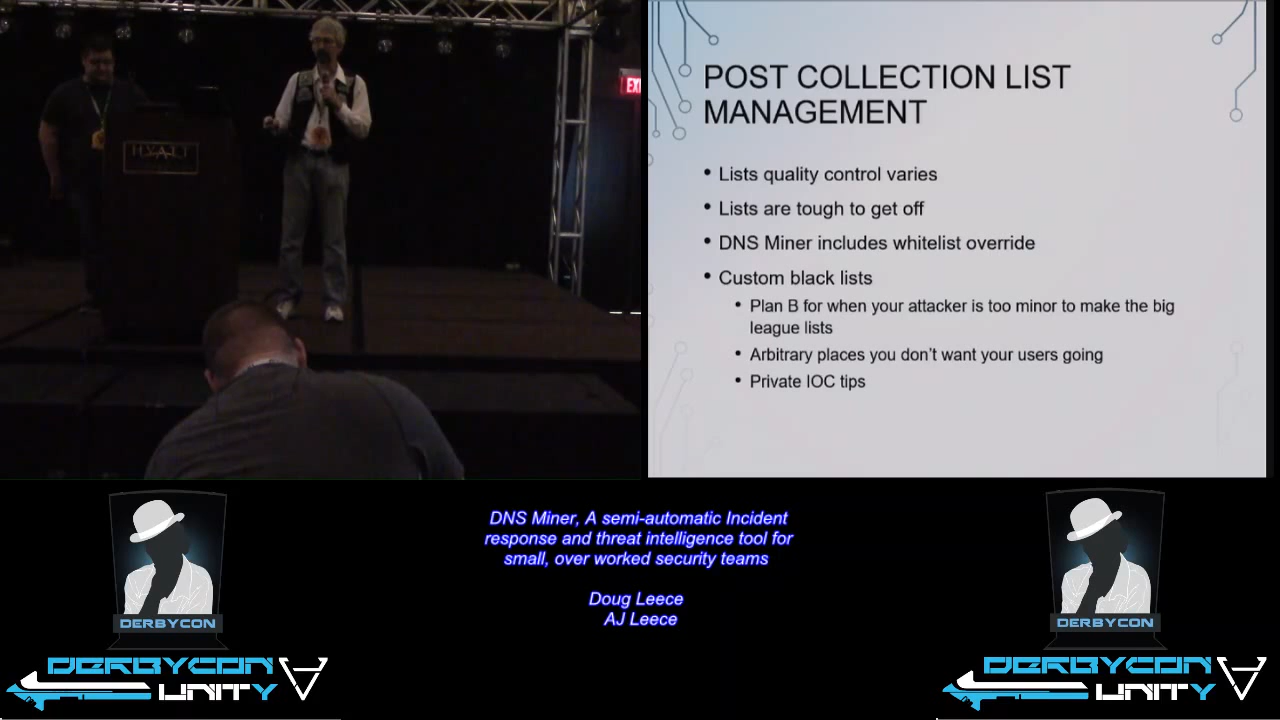 EXI
HYATT
POST COLLECTION LIST
MANAGEMENT
• Lists quality control varies
• Lists are tough to get off
• DNS Miner includes whitelist override
• Custom black lists
• Plan B for when your attacker is too minor to make the big
league lists
• Arbitrary places you don't want your users going
• Private IOC tips
DNS Miner, A semi-automatic Incident
response and threat intelligence tool for
small, over worked security teams
Doug Leece
AJ Leece
DERBYCON
DERBYCON
UNITY
DERBYCON
DERBYCON
UNITY